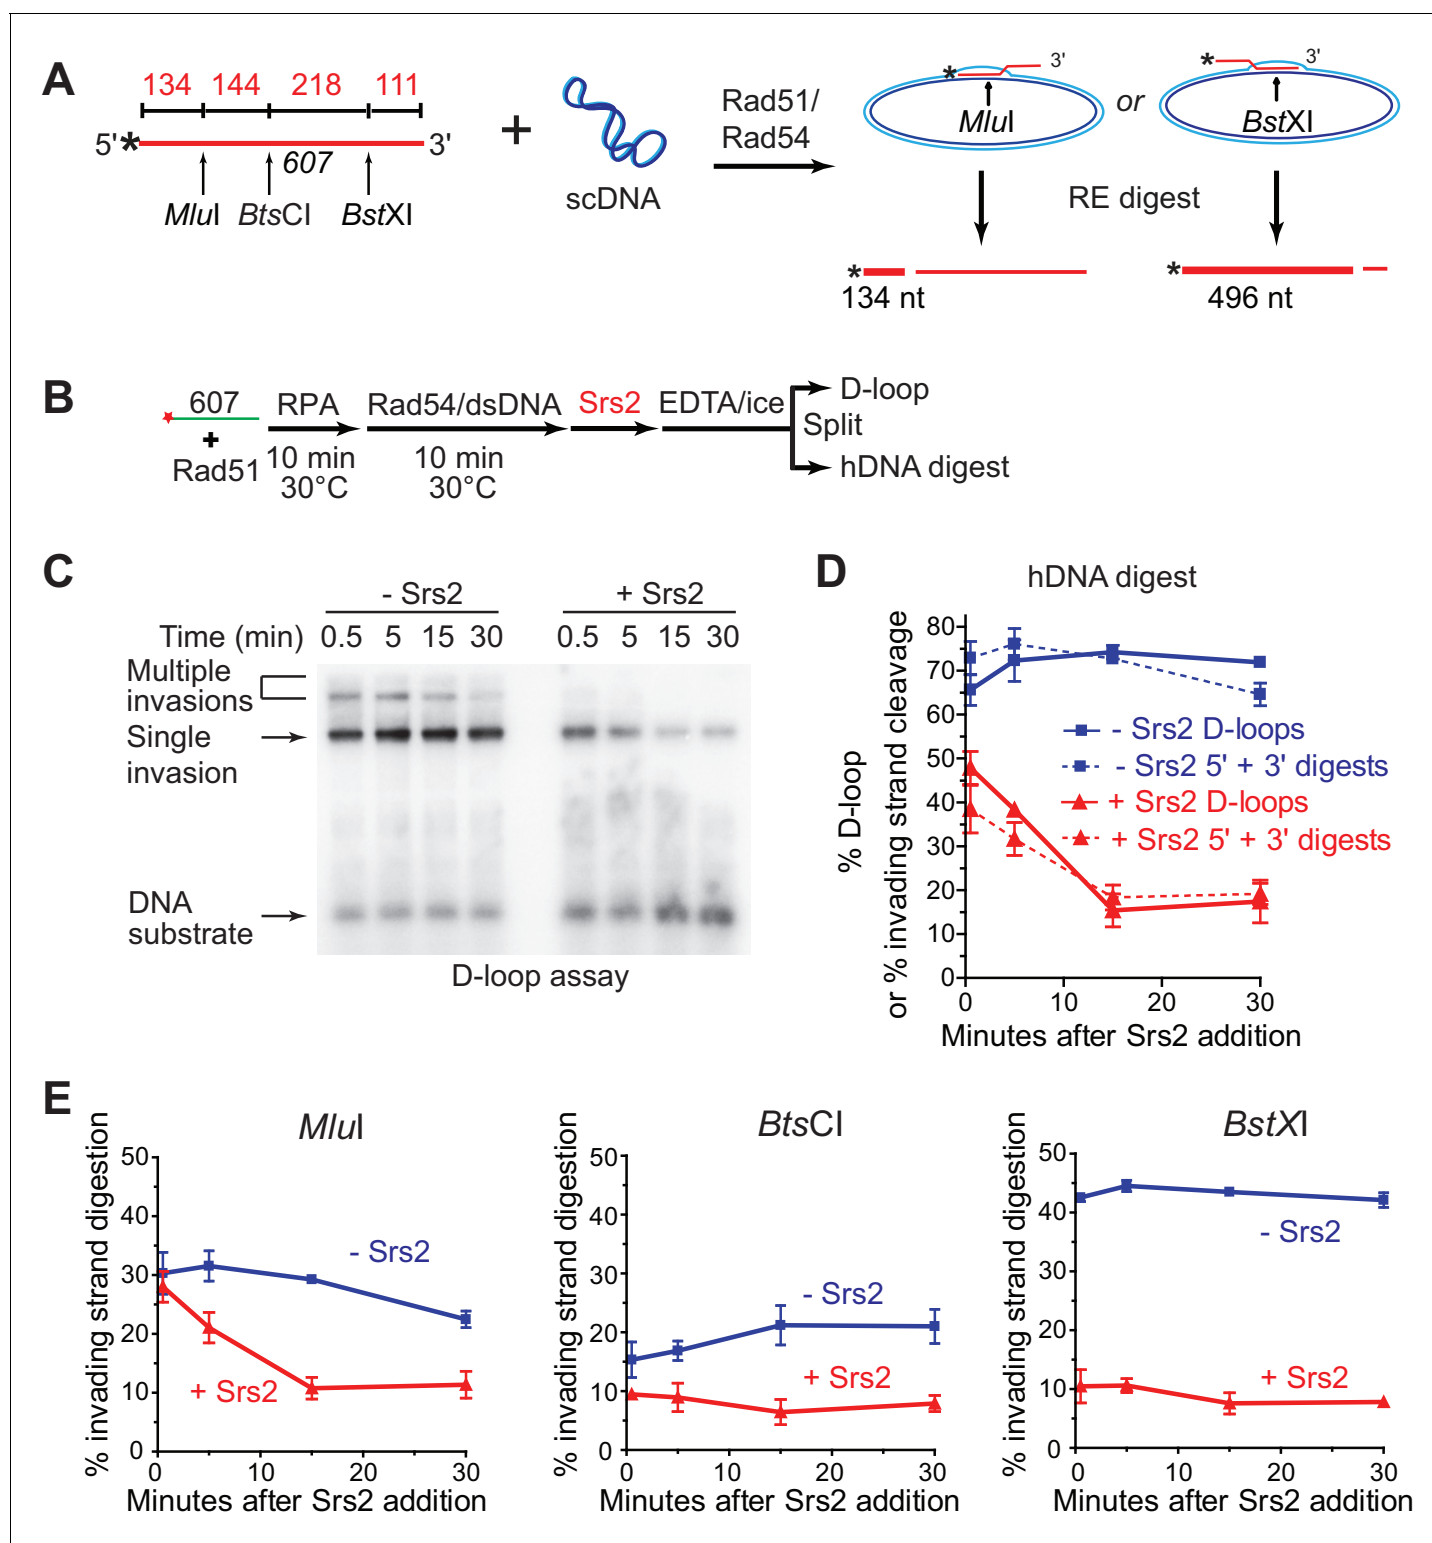 A
134 144 218 111
5'*
3'
607
MluI BtsCI BstXI
+
scDNA
Rad51/
Rad54
* 3'
MluI
or
* 3'
BstXI
RE digest
*
134 nt
*
496 nt
B
607
+
Rad51
RPA
10 min
30°C
Rad54/dsDNA
10 min
30°C
Srs2
EDTA/ice
D-loop
Split
hDNA digest
C
- Srs2 + Srs2
Time (min) 0.5 5 15 30 0.5 5 15 30
Multiple
invasions
Single
invasion
DNA
substrate
D-loop assay
D
hDNA digest
% D-loop
or % invading strand cleavage
80
70
60
50
40
30
20
10
0
0 10 20 30
- Srs2 D-loops
- Srs2 5' + 3' digests
+ Srs2 D-loops
+ Srs2 5' + 3' digests
Minutes after Srs2 addition
E
MluI
% invading strand digestion
50
40
30
20
10
0
0 10 20 30
- Srs2
+ Srs2
Minutes after Srs2 addition
BtsCI
% invading strand digestion
50
40
30
20
10
0
0 10 20 30
- Srs2
+ Srs2
Minutes after Srs2 addition
BstXI
% invading strand digestion
50
40
30
20
10
0
0 10 20 30
- Srs2
+ Srs2
Minutes after Srs2 addition